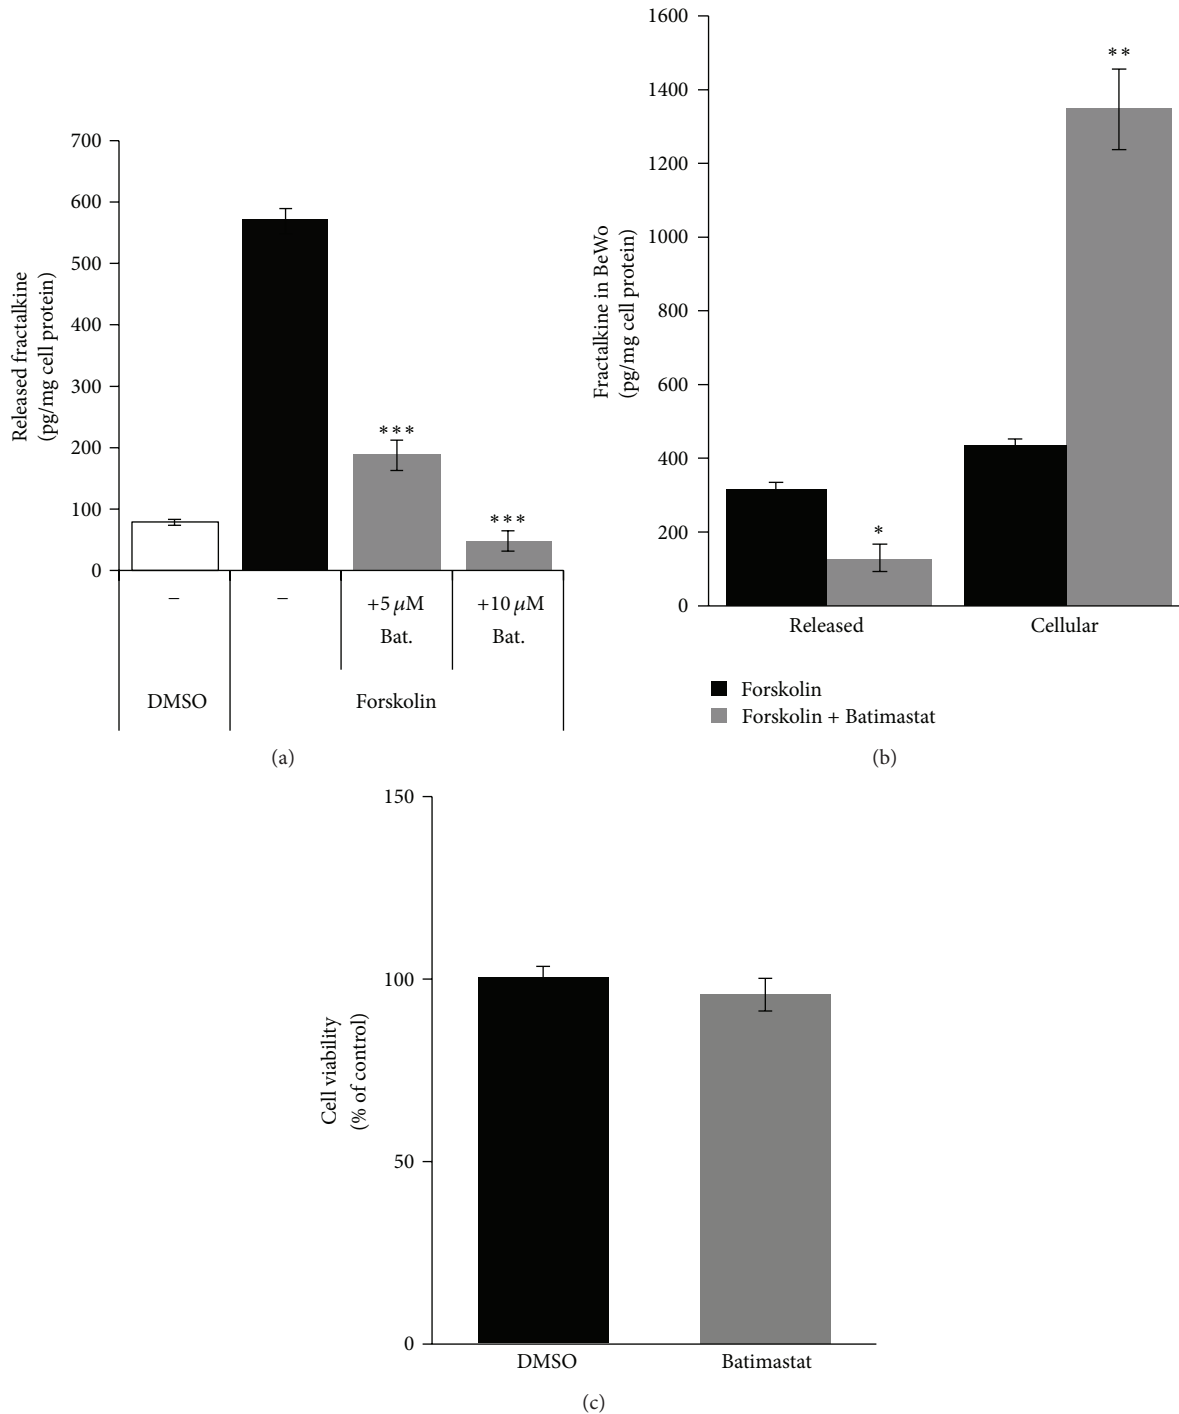 Released fractalkine
(pg/mg cell protein)
700
600
500
400
300
200
100
0
***
***
–
–
+5 μM
Bat.
+10 μM
Bat.
DMSO
Forskolin
(a)
Fractalkine in BeWo
(pg/mg cell protein)
1600
1400
1200
1000
800
600
400
200
0
*
**
Released
Cellular
Forskolin
Forskolin + Batimastat
(b)
Cell viability
(% of control)
150
100
50
0
DMSO
Batimastat
(c)